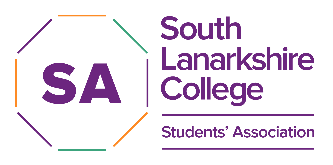 SA
South
Lanarkshire
College
Students' Association